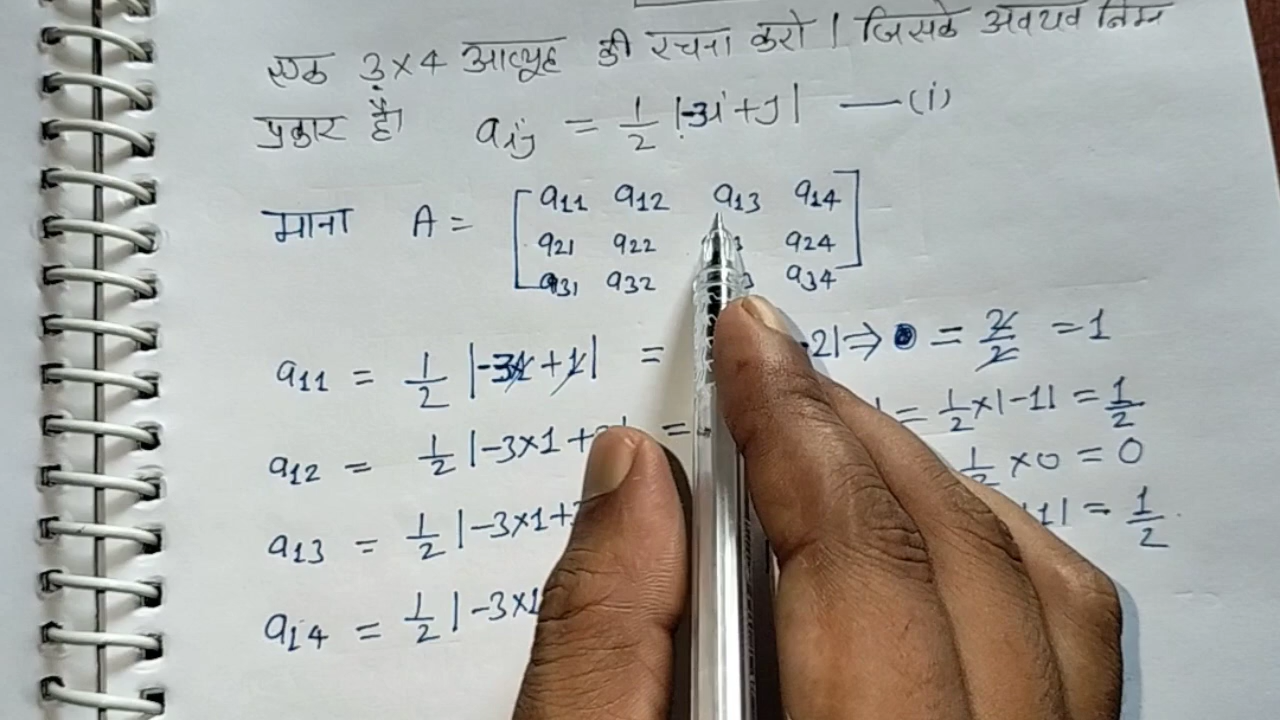 एक 3×4 आव्यूह की रचना करो । जिसके अवयव निम्न
प्रकार है। aij = 1/2 |-3i+j| —(i)
माना A = [a11 a12 a13 a14
a21 a22 3 a24
a31 a32 3 a34]
a11 = 1/2 |-31+1| = -2| ⇒ = 2/2 = 1
a12 = 1/2 |-3×1+ = | = 1/2 ×|-1| = 1/2
a13 = 1/2 |-3×1+ 1/2 ×0 = 0
a14 = 1/2 |-3×1 1| = 1/2